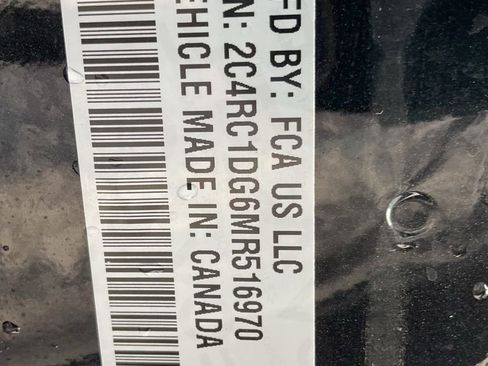 FD BY: FCA US LLC
N: 2C4RC1DG6MR516970
EHICLE MADE IN: CANADA